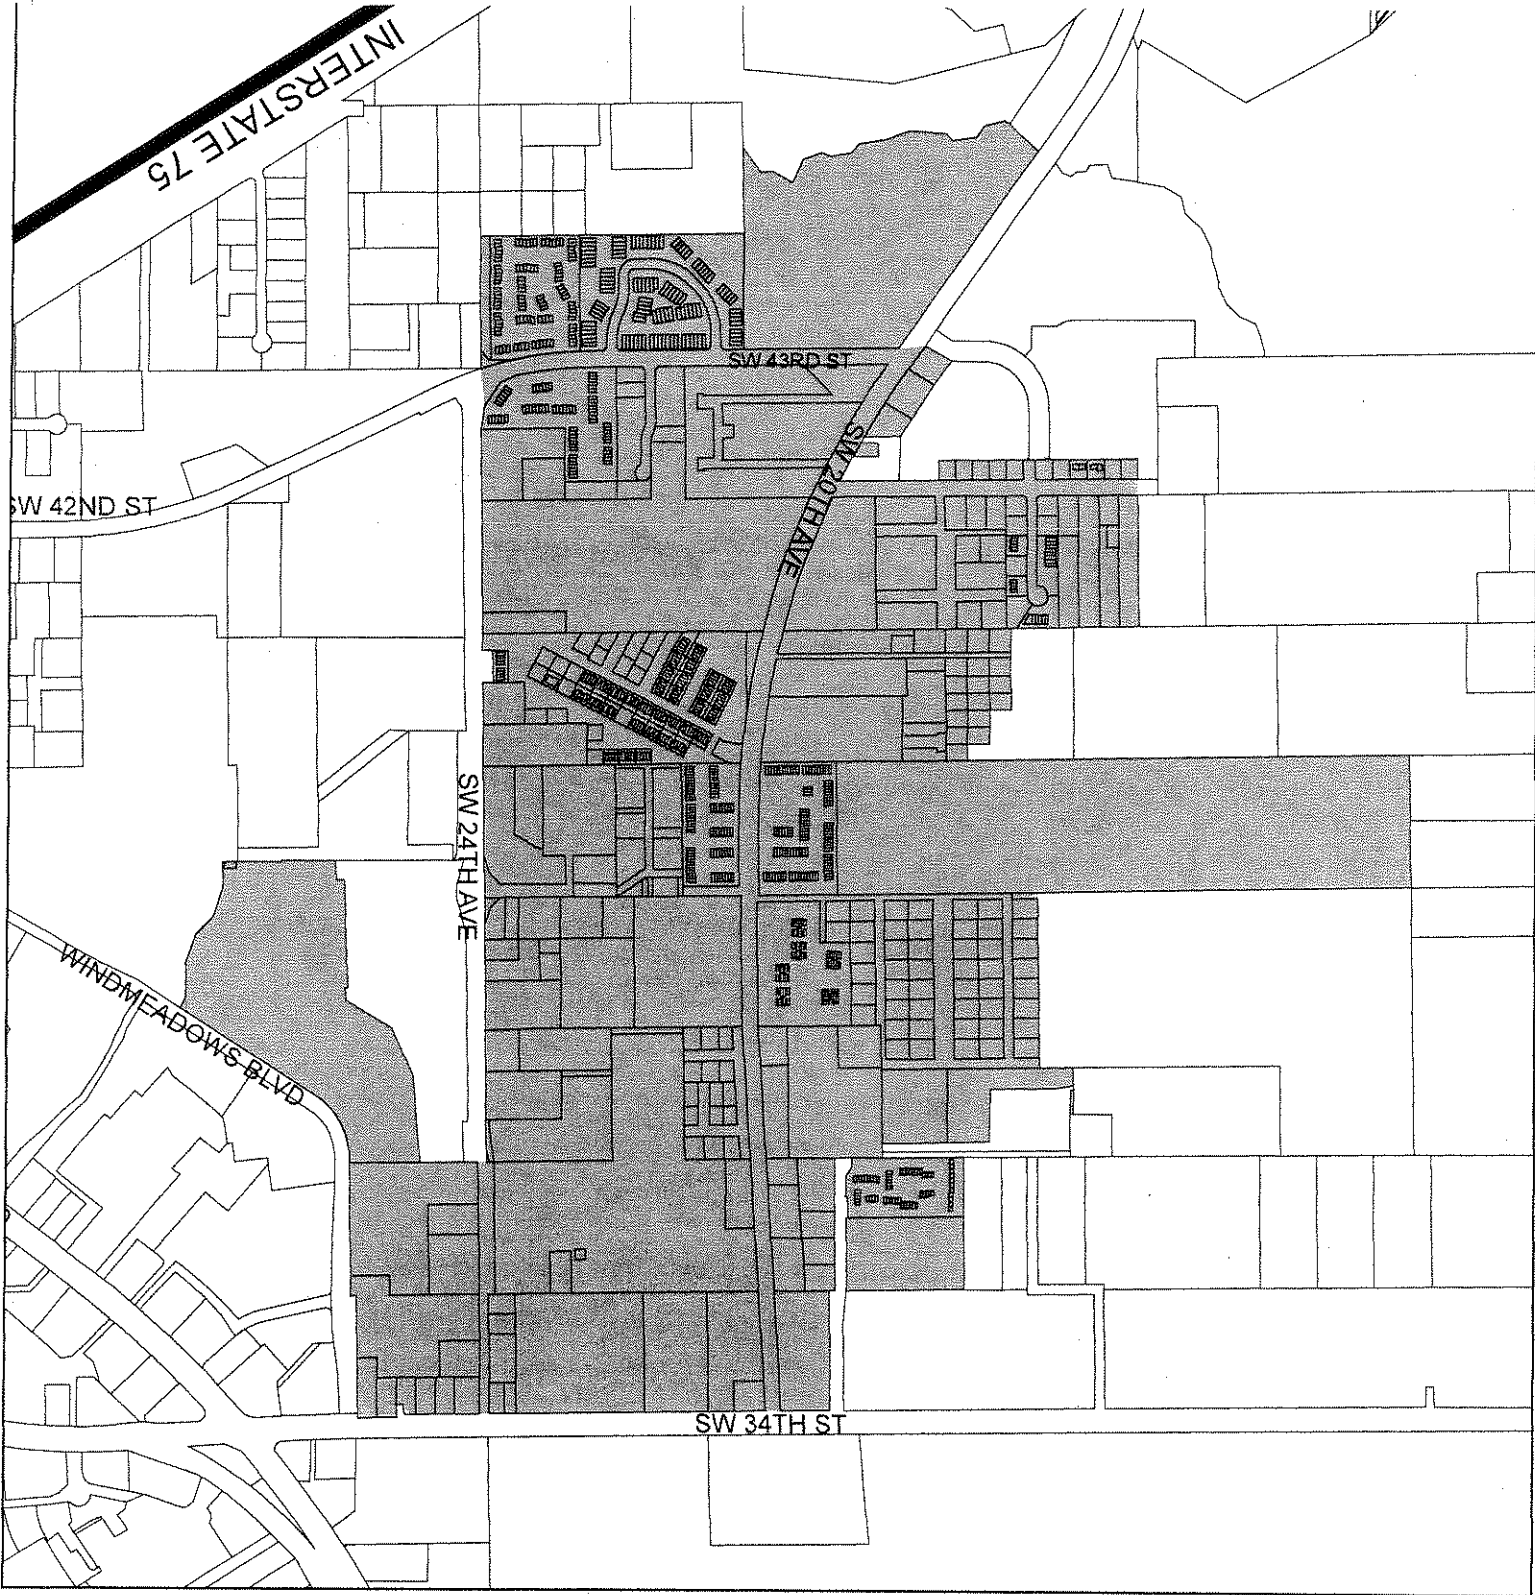 INTERSTATE 75
SW 43RD ST
SW 20TH AVE
SW 42ND ST
SW 24TH AVE
WINDMEADOWS BLVD
SW 34TH ST